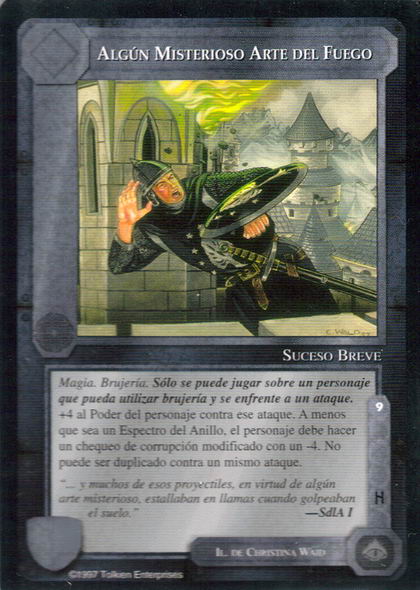 ALGÚN MISTERIOSO ARTE DEL FUEGO
C. WALD 97
SUCESO BREVE
Magia. Brujería. Sólo se puede jugar sobre un personaje
que pueda utilizar brujería y se enfrente a un ataque.
+4 al Poder del personaje contra ese ataque. A menos
que sea un Espectro del Anillo, el personaje debe hacer
un chequeo de corrupción modificado con un -4. No
puede ser duplicado contra un mismo ataque.
9
H
“... y muchos de esos proyectiles, en virtud de algún
arte misterioso, estallaban en llamas cuando golpeaban
el suelo.” —SdlA I
IL. DE CHRISTINA WALD
©1997 Tolkien Enterprises